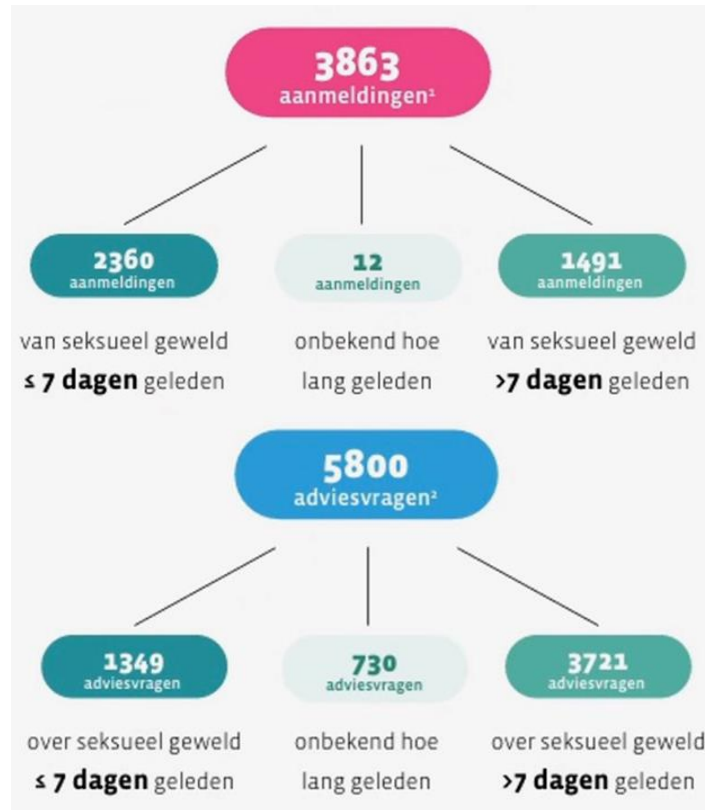 3863
aanmeldingen¹
2360
aanmeldingen
12
aanmeldingen
1491
aanmeldingen
van seksueel geweld
≤ 7 dagen geleden
onbekend hoe
lang geleden
van seksueel geweld
>7 dagen geleden
5800
adviesvragen²
1349
adviesvragen
730
adviesvragen
3721
adviesvragen
over seksueel geweld
≤ 7 dagen geleden
onbekend hoe
lang geleden
over seksueel geweld
>7 dagen geleden